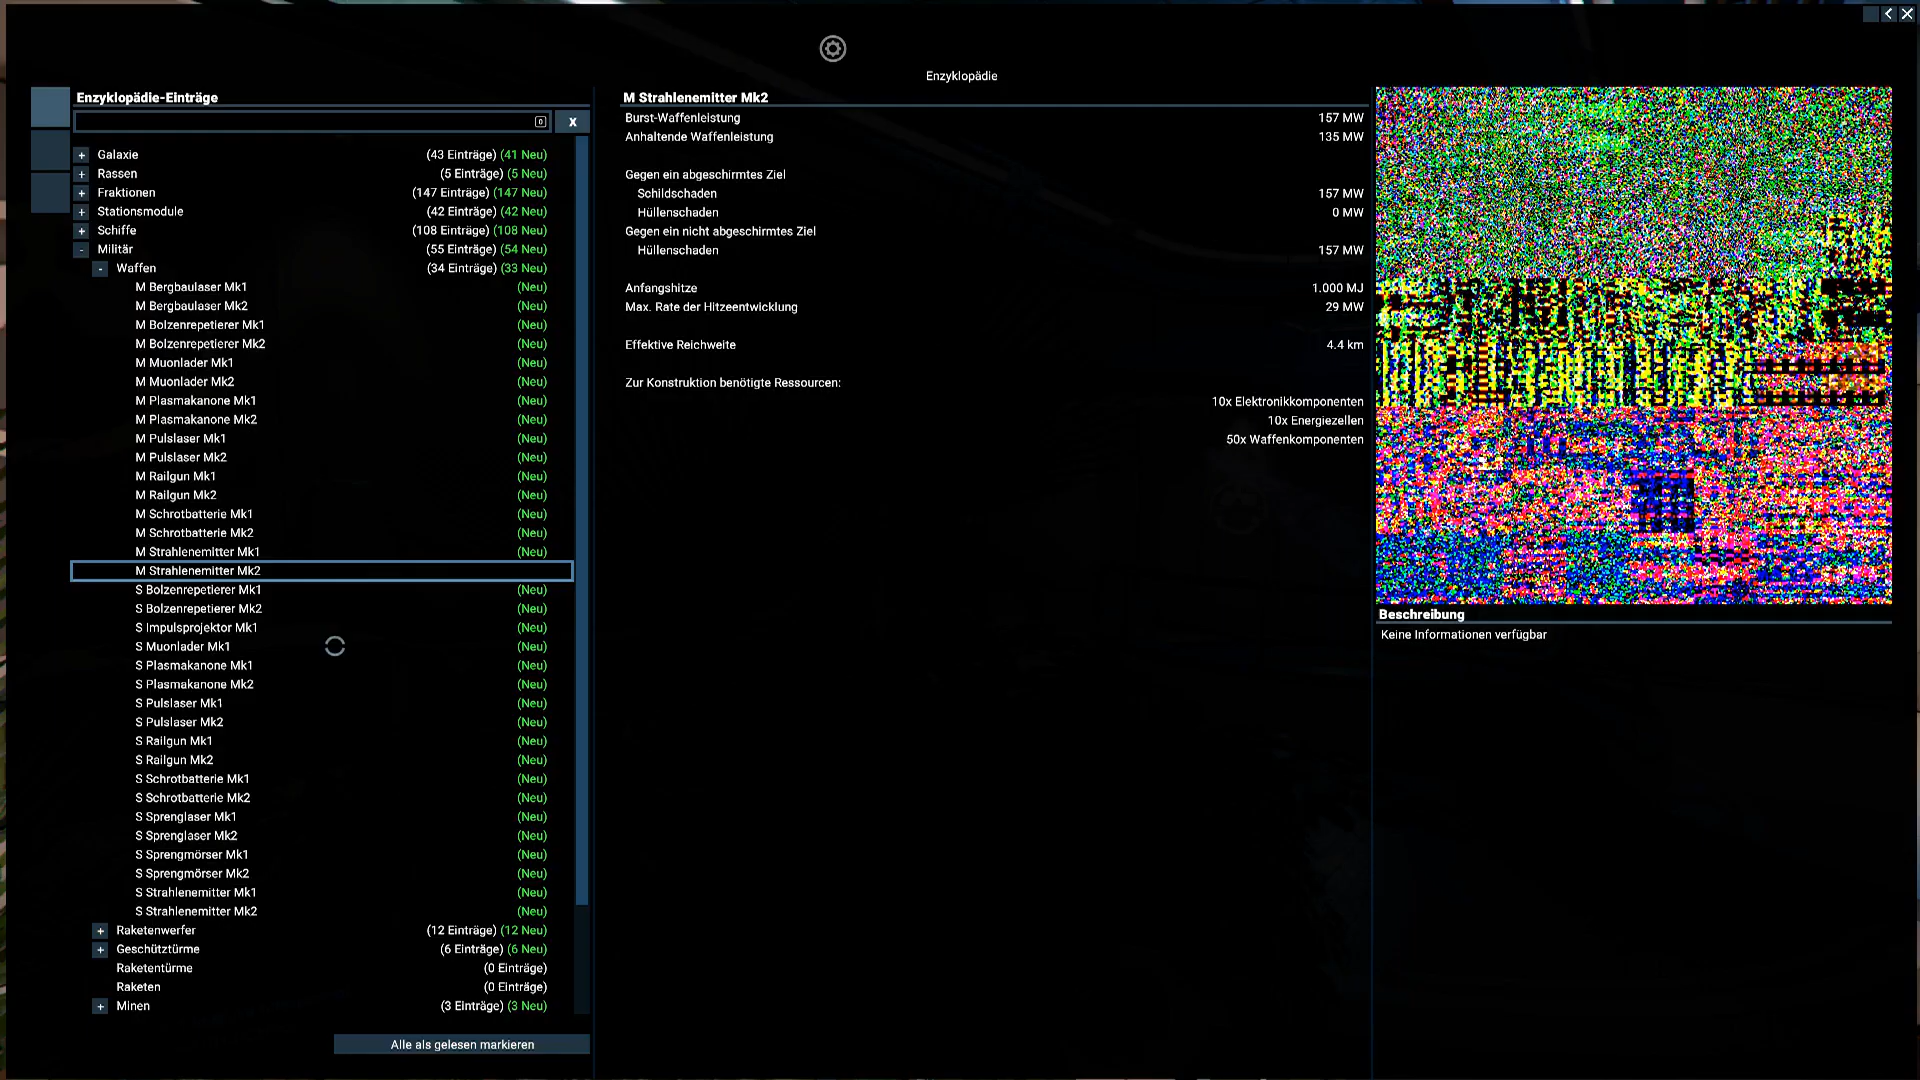 Enzyklopädie
Enzyklopädie-Einträge
X
+ Galaxie (43 Einträge) (41 Neu)
+ Rassen (5 Einträge) (5 Neu)
+ Fraktionen (147 Einträge) (147 Neu)
+ Stationsmodule (42 Einträge) (42 Neu)
+ Schiffe (108 Einträge) (108 Neu)
- Militär (55 Einträge) (54 Neu)
- Waffen (34 Einträge) (33 Neu)
M Bergbaulaser Mk1 (Neu)
M Bergbaulaser Mk2 (Neu)
M Bolzenrepetierer Mk1 (Neu)
M Bolzenrepetierer Mk2 (Neu)
M Muonlader Mk1 (Neu)
M Muonlader Mk2 (Neu)
M Plasmakanone Mk1 (Neu)
M Plasmakanone Mk2 (Neu)
M Pulslaser Mk1 (Neu)
M Pulslaser Mk2 (Neu)
M Railgun Mk1 (Neu)
M Railgun Mk2 (Neu)
M Schrotbatterie Mk1 (Neu)
M Schrotbatterie Mk2 (Neu)
M Strahlenemitter Mk1 (Neu)
M Strahlenemitter Mk2
S Bolzenrepetierer Mk1 (Neu)
S Bolzenrepetierer Mk2 (Neu)
S Impulsprojektor Mk1 (Neu)
S Muonlader Mk1 (Neu)
S Plasmakanone Mk1 (Neu)
S Plasmakanone Mk2 (Neu)
S Pulslaser Mk1 (Neu)
S Pulslaser Mk2 (Neu)
S Railgun Mk1 (Neu)
S Railgun Mk2 (Neu)
S Schrotbatterie Mk1 (Neu)
S Schrotbatterie Mk2 (Neu)
S Sprenglaser Mk1 (Neu)
S Sprenglaser Mk2 (Neu)
S Sprengmörser Mk1 (Neu)
S Sprengmörser Mk2 (Neu)
S Strahlenemitter Mk1 (Neu)
S Strahlenemitter Mk2 (Neu)
+ Raketenwerfer (12 Einträge) (12 Neu)
+ Geschütztürme (6 Einträge) (6 Neu)
Raketentürme (0 Einträge)
Raketen (0 Einträge)
+ Minen (3 Einträge) (3 Neu)
Alle als gelesen markieren
M Strahlenemitter Mk2
Burst-Waffenleistung 157 MW
Anhaltende Waffenleistung 135 MW
Gegen ein abgeschirmtes Ziel
Schildschaden 157 MW
Hüllenschaden 0 MW
Gegen ein nicht abgeschirmtes Ziel
Hüllenschaden 157 MW
Anfangshitze 1.000 MJ
Max. Rate der Hitzeentwicklung 29 MW
Effektive Reichweite 4.4 km
Zur Konstruktion benötigte Ressourcen:
10x Elektronikkomponenten
10x Energiezellen
50x Waffenkomponenten
Beschreibung
Keine Informationen verfügbar